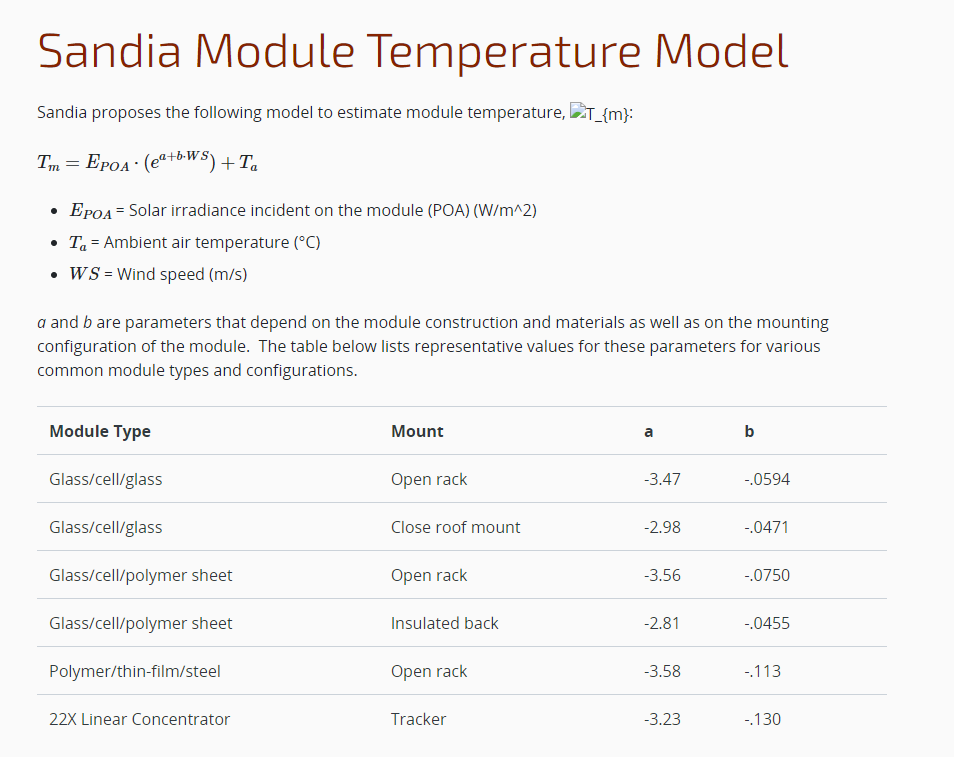 Sandia Module Temperature Model
Sandia proposes the following model to estimate module temperature, T_{m}:
T_m = E_{POA} · (e^{a+b·WS}) + T_a
• E_{POA} = Solar irradiance incident on the module (POA) (W/m^2)
• T_a = Ambient air temperature (°C)
• WS = Wind speed (m/s)
a and b are parameters that depend on the module construction and materials as well as on the mounting
configuration of the module.  The table below lists representative values for these parameters for various
common module types and configurations.
Module Type Mount a b
Glass/cell/glass Open rack -3.47 -.0594
Glass/cell/glass Close roof mount -2.98 -.0471
Glass/cell/polymer sheet Open rack -3.56 -.0750
Glass/cell/polymer sheet Insulated back -2.81 -.0455
Polymer/thin-film/steel Open rack -3.58 -.113
22X Linear Concentrator Tracker -3.23 -.130